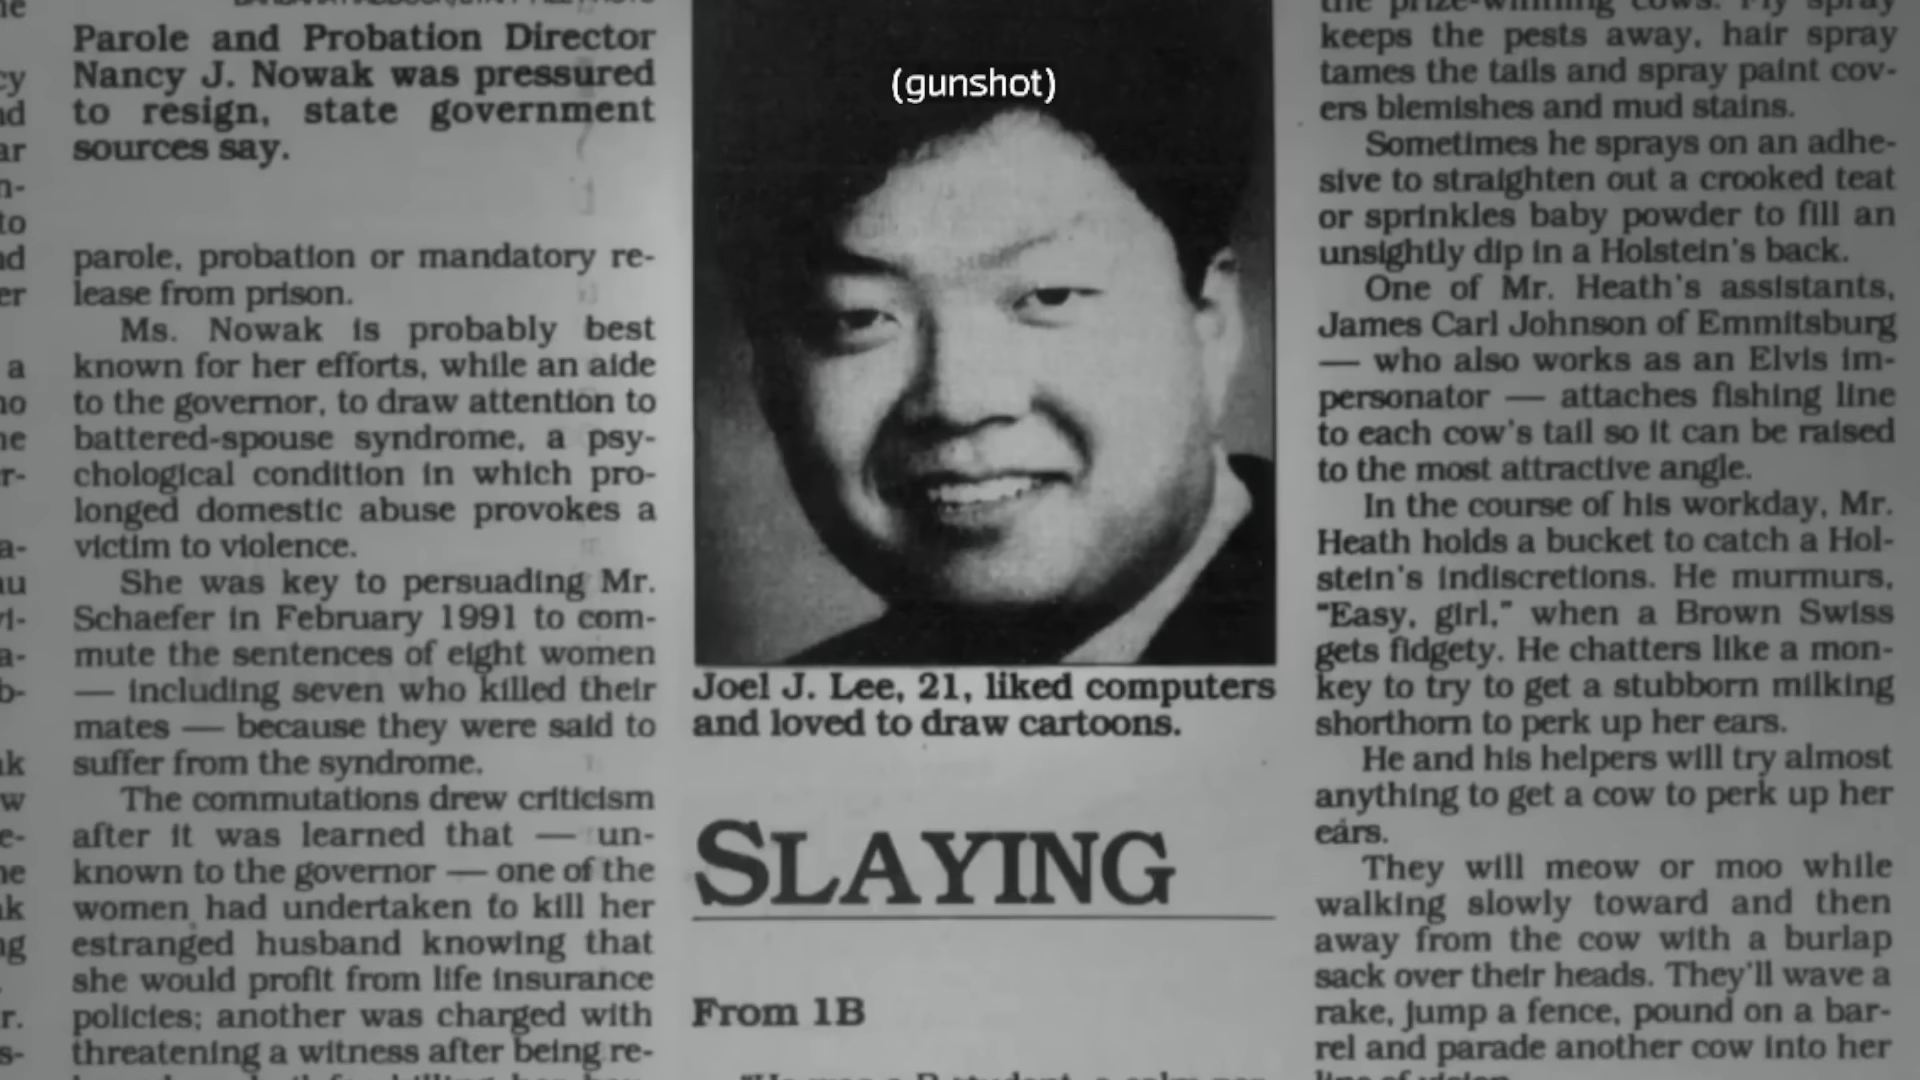 Parole and Probation Director
Nancy J. Nowak was pressured
to resign, state government
sources say.
parole, probation or mandatory re-
lease from prison.
Ms. Nowak is probably best
known for her efforts, while an aide
to the governor, to draw attention to
battered-spouse syndrome, a psy-
chological condition in which pro-
longed domestic abuse provokes a
victim to violence.
She was key to persuading Mr.
Schaefer in February 1991 to com-
mute the sentences of eight women
— including seven who killed their
mates — because they were said to
suffer from the syndrome.
The commutations drew criticism
after it was learned that — un-
known to the governor — one of the
women had undertaken to kill her
estranged husband knowing that
she would profit from life insurance
policies; another was charged with
threatening a witness after being re-
(gunshot)
Joel J. Lee, 21, liked computers
and loved to draw cartoons.
SLAYING
From 1B
the prize-winning cows. Fly spray
keeps the pests away, hair spray
tames the tails and spray paint cov-
ers blemishes and mud stains.
Sometimes he sprays on an adhe-
sive to straighten out a crooked teat
or sprinkles baby powder to fill an
unsightly dip in a Holstein's back.
One of Mr. Heath's assistants,
James Carl Johnson of Emmitsburg
— who also works as an Elvis im-
personator — attaches fishing line
to each cow's tail so it can be raised
to the most attractive angle.
In the course of his workday, Mr.
Heath holds a bucket to catch a Hol-
stein's indiscretions. He murmurs,
"Easy, girl," when a Brown Swiss
gets fidgety. He chatters like a mon-
key to try to get a stubborn milking
shorthorn to perk up her ears.
He and his helpers will try almost
anything to get a cow to perk up her
ears.
They will meow or moo while
walking slowly toward and then
away from the cow with a burlap
sack over their heads. They'll wave a
rake, jump a fence, pound on a bar-
rel and parade another cow into her